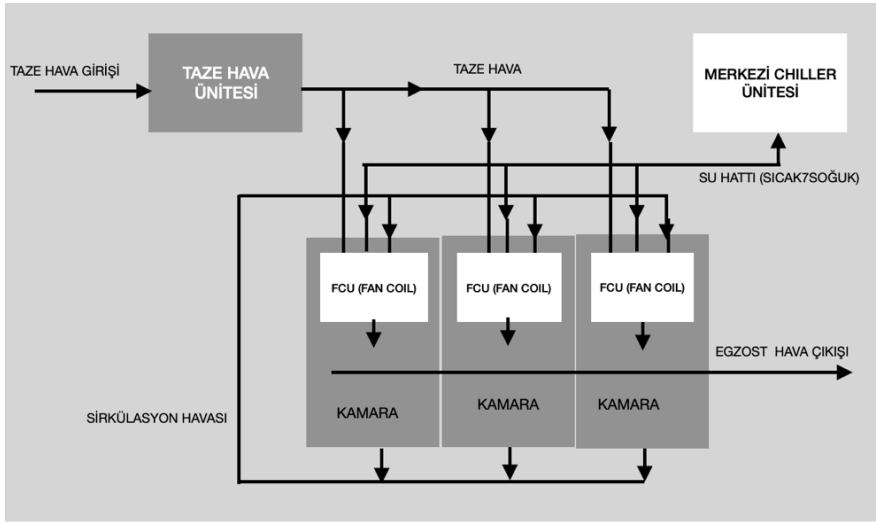 TAZE HAVA GİRİŞİ
TAZE HAVA
ÜNİTESİ
TAZE HAVA
MERKEZİ CHILLER
ÜNİTESİ
SU HATTI (SICAK7SOĞUK)
FCU (FAN COIL)
FCU (FAN COIL)
FCU (FAN COIL)
EGZOST HAVA ÇIKIŞI
KAMARA
KAMARA
KAMARA
SİRKÜLASYON HAVASI